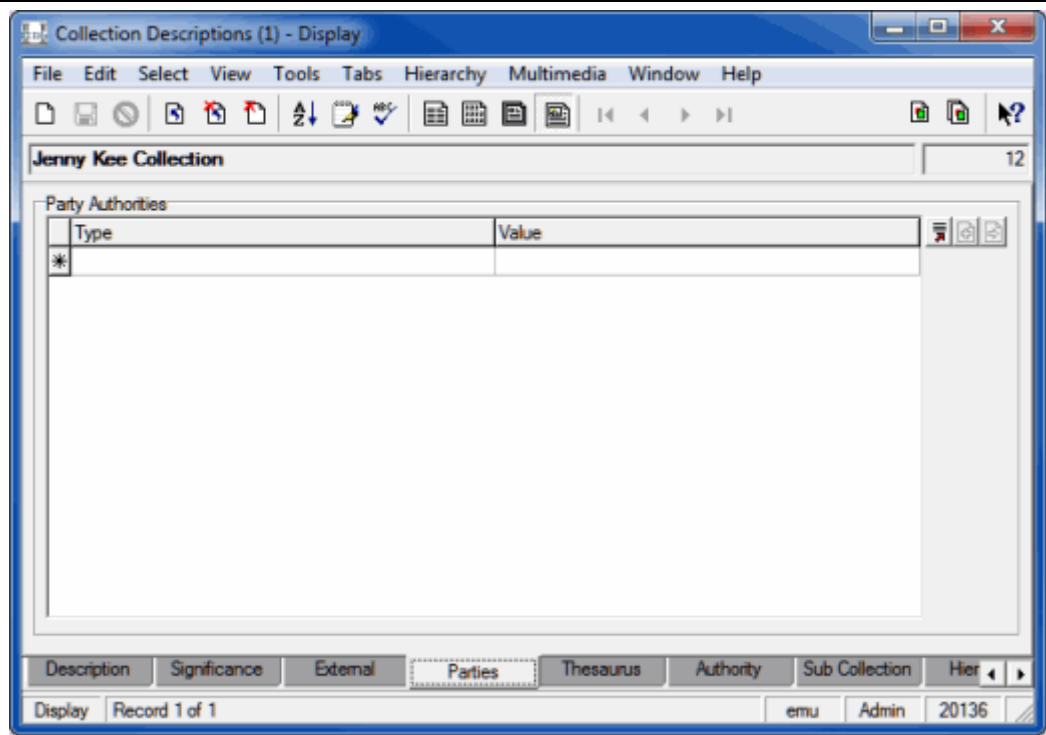 Collection Descriptions (1) - Display
File Edit Select View Tools Tabs Hierarchy Multimedia Window Help
Jenny Kee Collection 12
Party Authorities
Type Value
Description Significance External Parties Thesaurus Authority Sub Collection Hier
Display Record 1 of 1 emu Admin 20136